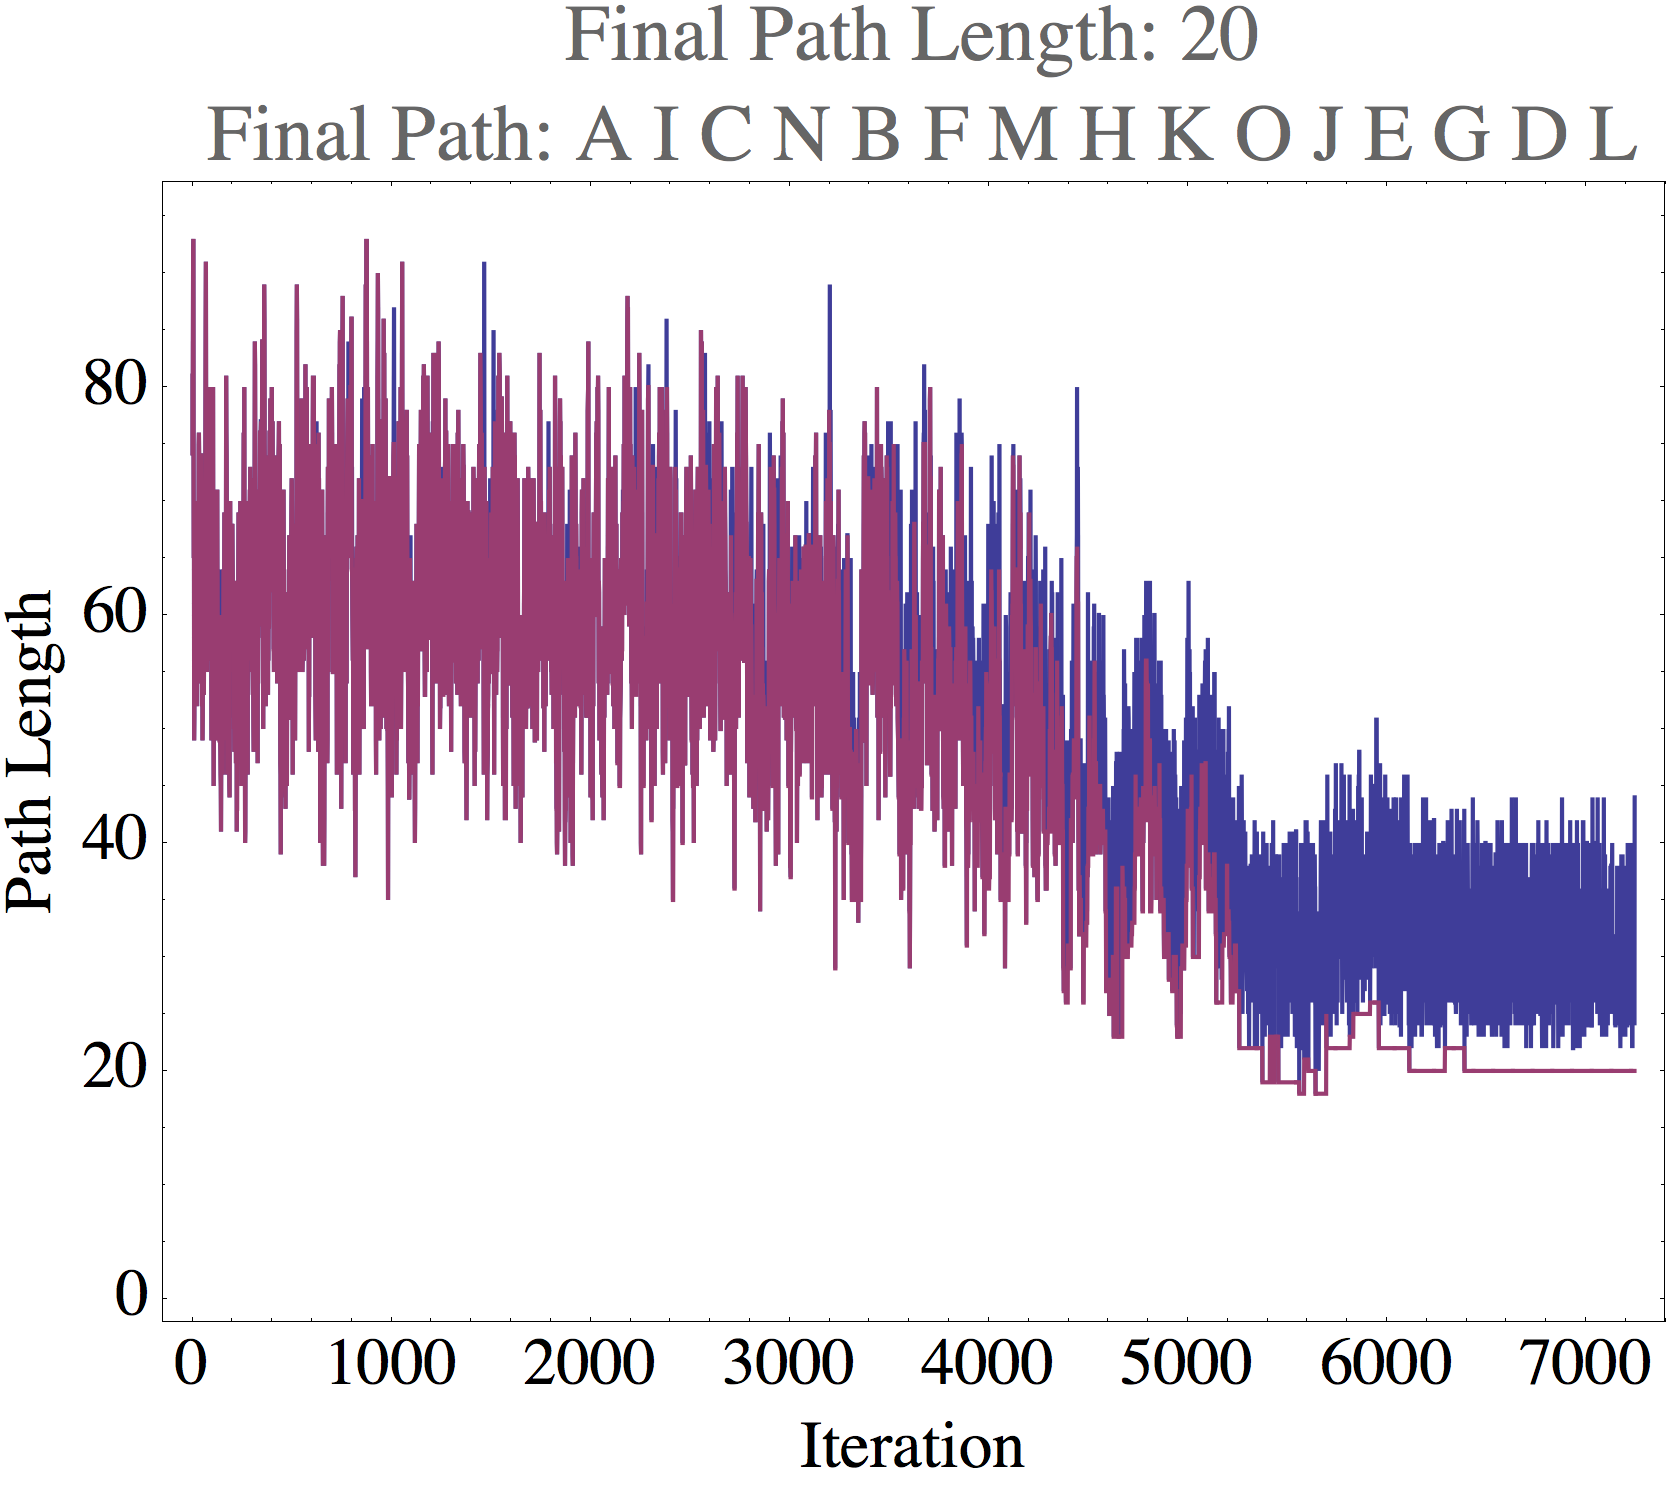 Final Path Length: 20
Final Path: A I C N B F M H K O J E G D L
80
60
40
20
0
Path Length
0 1000 2000 3000 4000 5000 6000 7000
Iteration